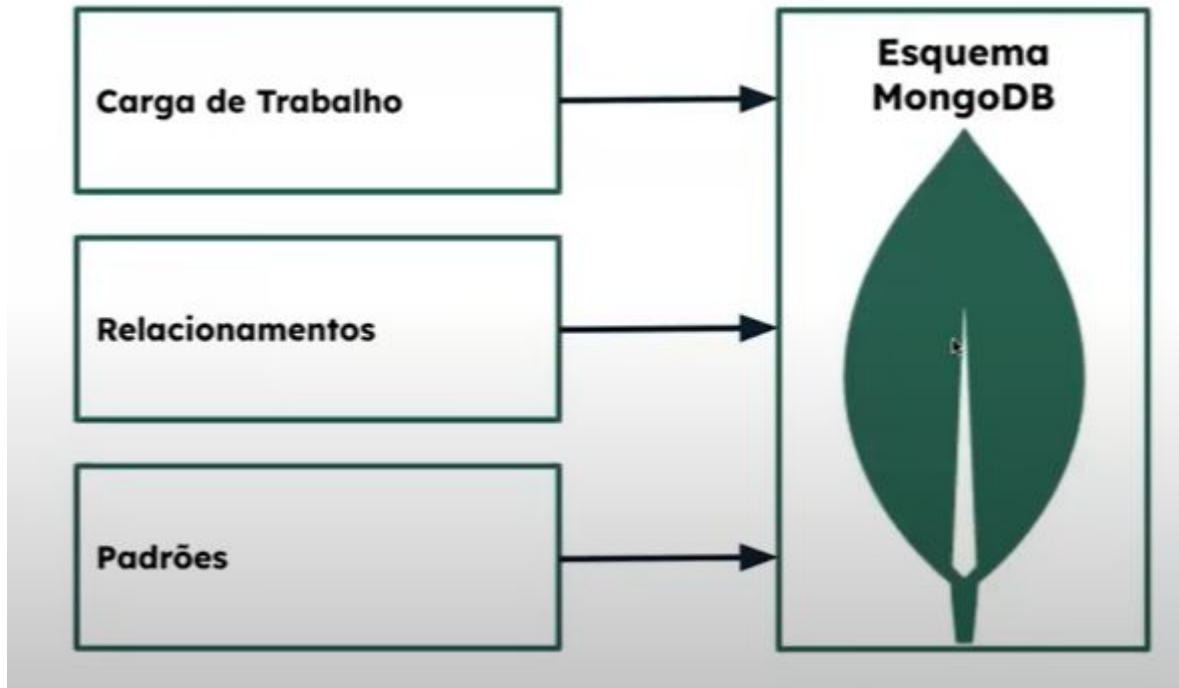 Carga de Trabalho
Relacionamentos
Padrões
Esquema
MongoDB